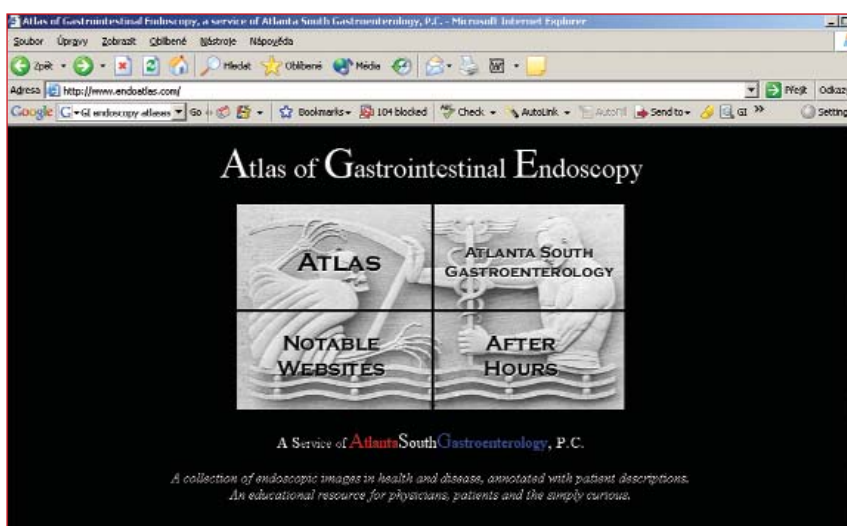 Atlas of Gastrointestinal Endoscopy, a service of Atlanta South Gastroenterology, P.C. - Microsoft Internet Explorer
Soubor Úpravy Zobrazit Oblíbené Nástroje Nápověda
Zpět Hledat Oblíbené Média
Adresa http://www.endoatlas.com/ Přejít Odkazy
Google G GI endoscopy atlases Go Bookmarks 104 blocked Check AutoLink AutoFill Send to GI Setting
Atlas of Gastrointestinal Endoscopy
ATLAS
ATLANTA SOUTH
GASTROENTEROLOGY
NOTABLE
WEBSITES
AFTER
HOURS
A Service of AtlantaSouthGastroenterology, P.C.
A collection of endoscopic images in health and disease, annotated with patient descriptions.
An educational resource for physicians, patients and the simply curious.